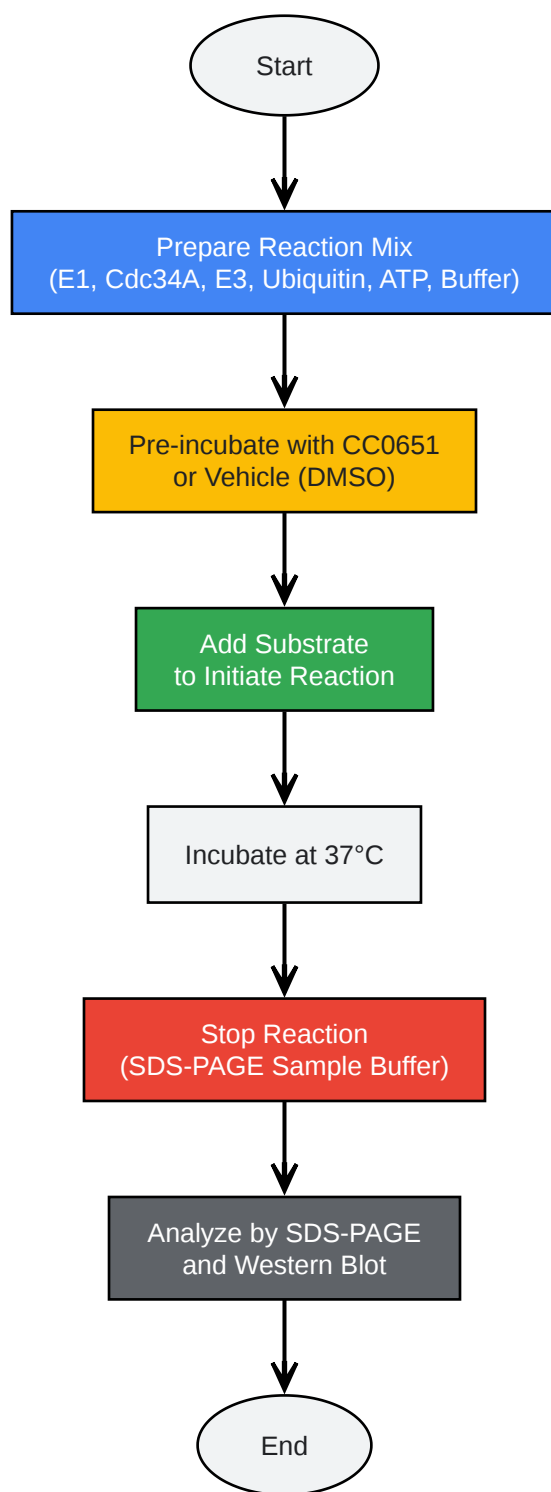 Start
Prepare Reaction Mix
(E1, Cdc34A, E3, Ubiquitin, ATP, Buffer)
Pre-incubate with CC0651
or Vehicle (DMSO)
Add Substrate
to Initiate Reaction
Incubate at 37°C
Stop Reaction
(SDS-PAGE Sample Buffer)
Analyze by SDS-PAGE
and Western Blot
End